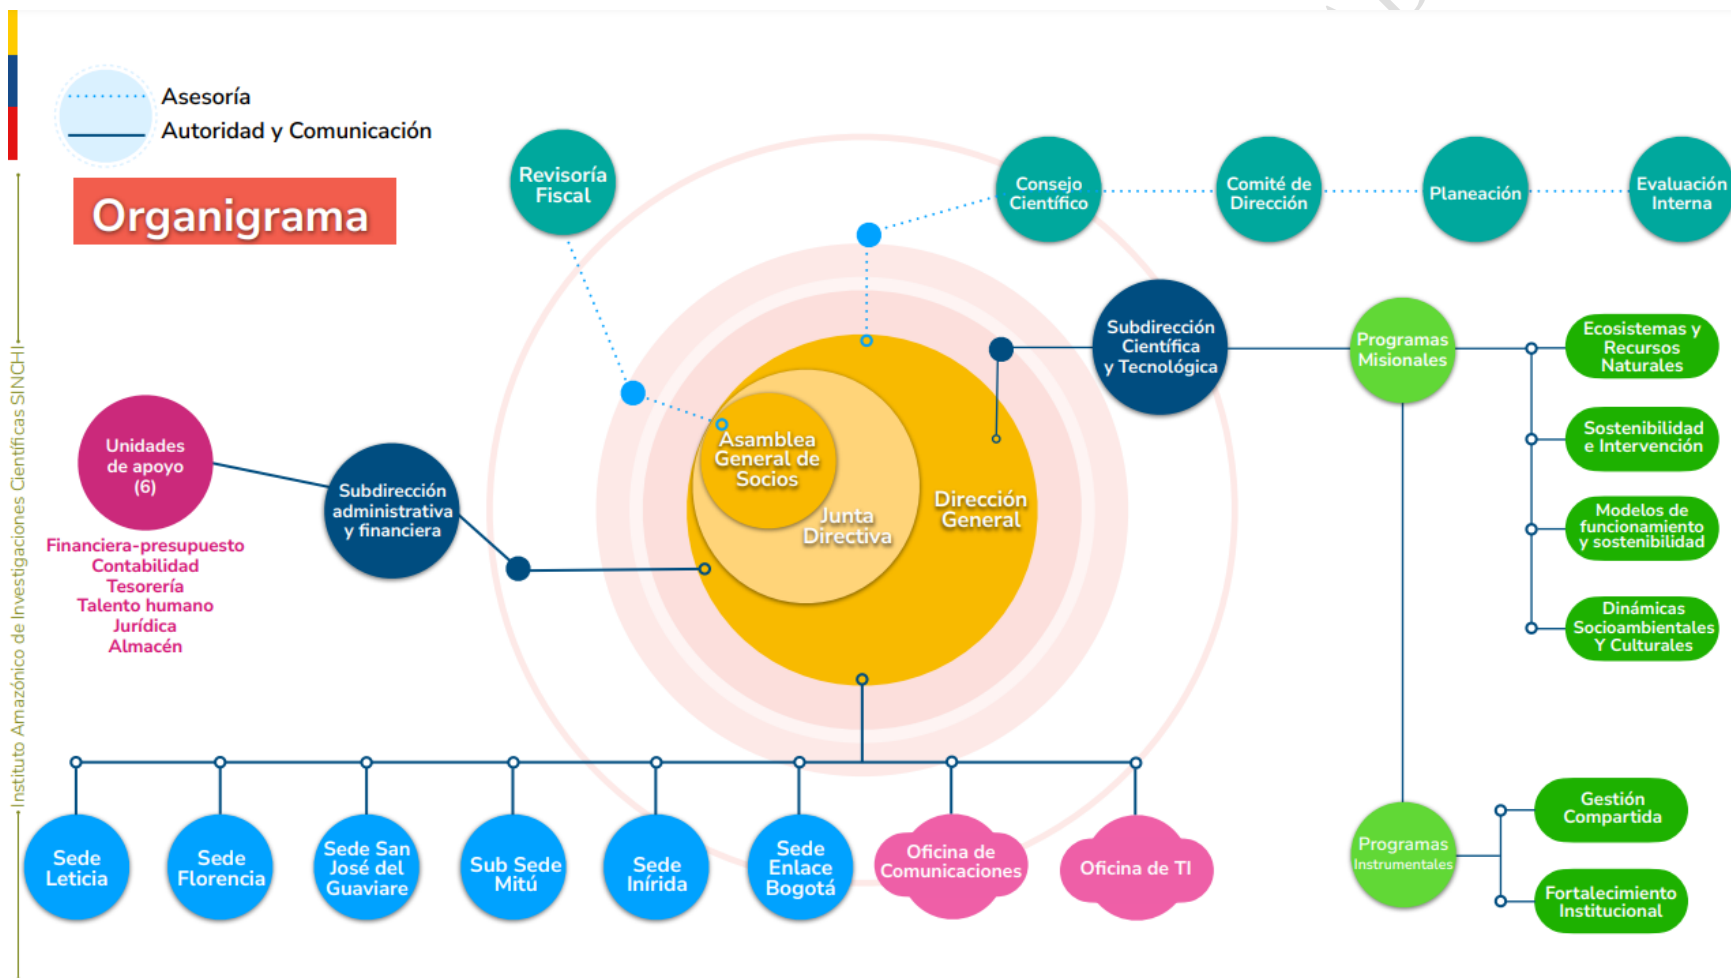 Asesoría
Autoridad y Comunicación
Organigrama
Instituto Amazónico de Investigaciones Científicas SINCHI
Revisoría
Fiscal
Consejo
Científico
Comité de
Dirección
Planeación
Evaluación
Interna
Subdirección
Científica
y Tecnológica
Programas
Misionales
Ecosistemas y
Recursos
Naturales
Sostenibilidad
e Intervención
Modelos de
funcionamiento
y sostenibilidad
Dinámicas
Socioambientales
Y Culturales
Unidades
de apoyo
(6)
Financiera-presupuesto
Contabilidad
Tesorería
Talento humano
Jurídica
Almacén
Subdirección
administrativa
y financiera
Asamblea
General de
Socios
Junta
Directiva
Dirección
General
Sede
Leticia
Sede
Florencia
Sede San
José del
Guaviare
Sub Sede
Mitú
Sede
Inírida
Sede
Enlace
Bogotá
Oficina de
Comunicaciones
Oficina de TI
Programas
Instrumentales
Gestión
Compartida
Fortalecimiento
Institucional